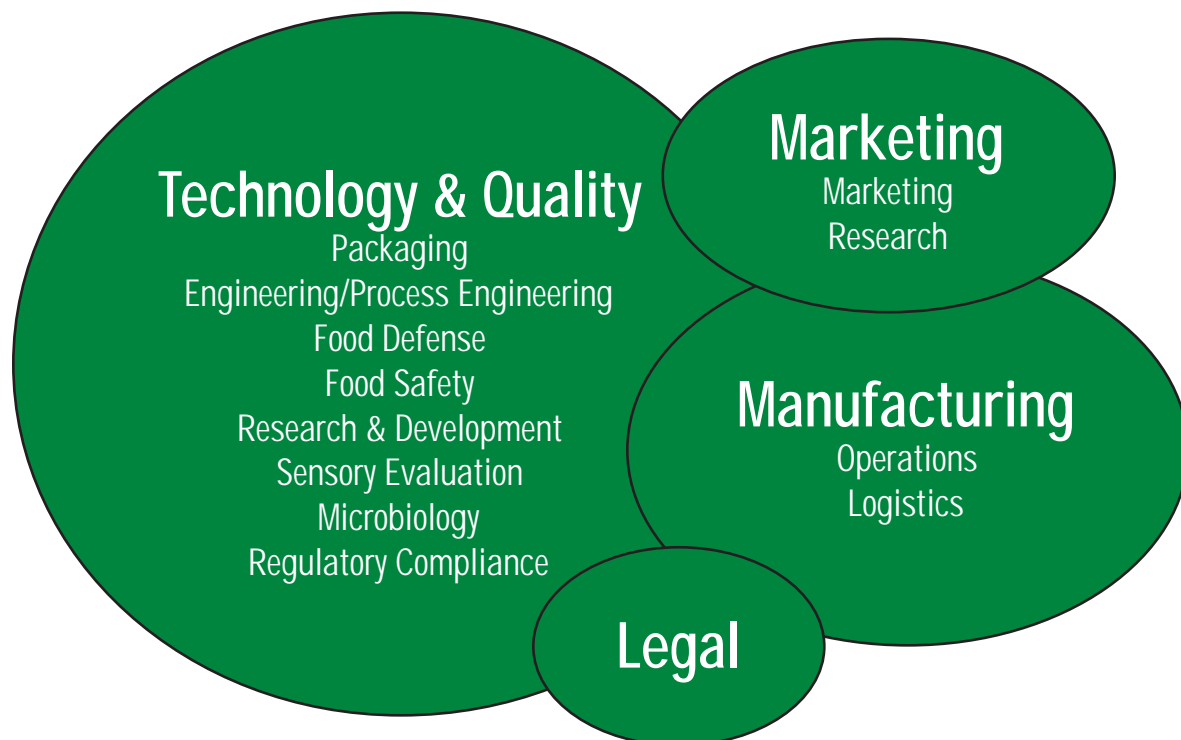 Technology & Quality
Packaging
Engineering/Process Engineering
Food Defense
Food Safety
Research & Development
Sensory Evaluation
Microbiology
Regulatory Compliance
Marketing
Marketing
Research
Manufacturing
Operations
Logistics
Legal